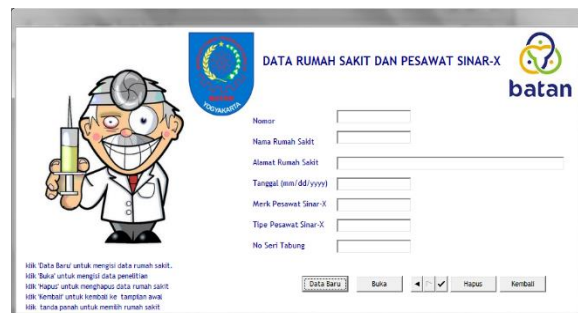 DATA RUMAH SAKIT DAN PESAWAT SINAR-X
batan
YOGYAKARTA
Nomor
Nama Rumah Sakit
Alamat Rumah Sakit
Tanggal (mm/dd/yyyy)
Merk Pesawat Sinar-X
Tipe Pesawat Sinar-X
No Seri Tabung
klik 'Data Baru' untuk mengisi data rumah sakit.
klik 'Buka' untuk mengisi data penelitian
klik 'Hapus' untuk menghapus data rumah sakit
klik 'Kembali' untuk kembali ke tampilan awal
klik tanda panah untuk memilih rumah sakit
Data Baru Buka Hapus Kembali